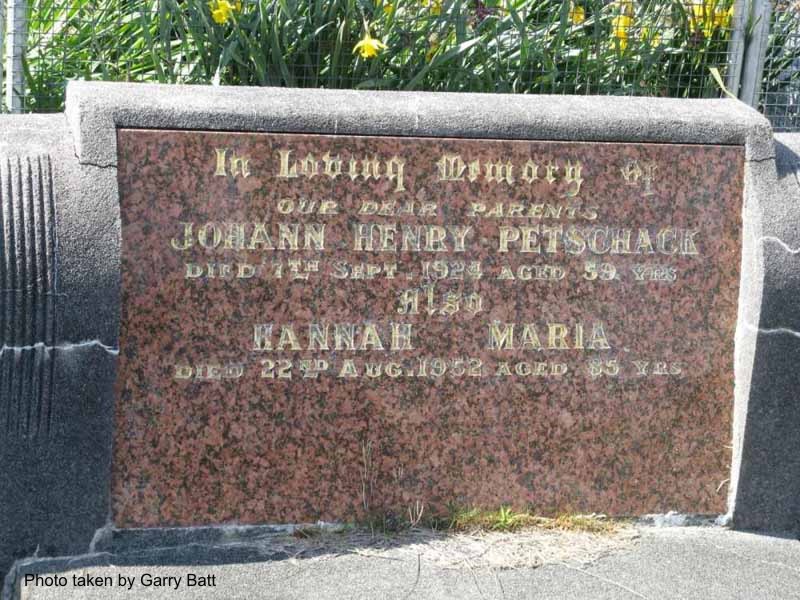 In Loving Memory of
OUR DEAR PARENTS
JOHANN HENRY PETSCHACK
DIED 7TH SEPT. 1924 AGED 59 YRS
Also
HANNAH MARIA.
DIED 22ND AUG. 1952 AGED 85 YRS
Photo taken by Garry Batt